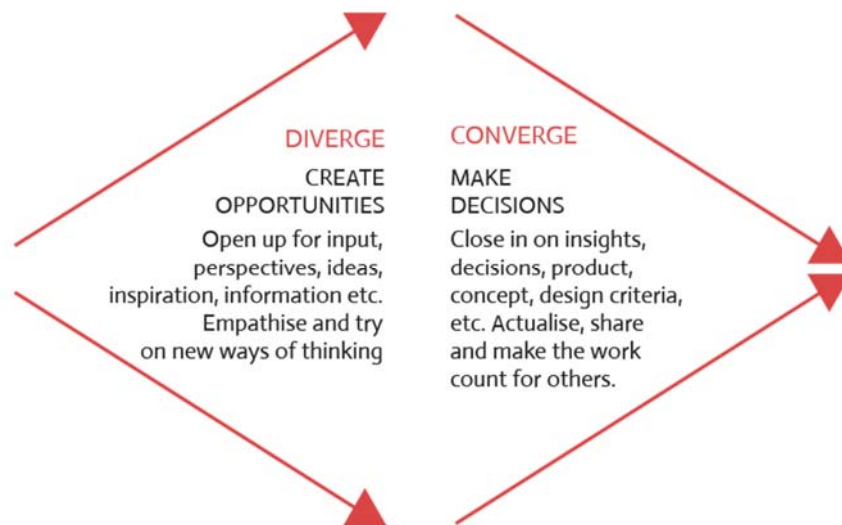 DIVERGE
CREATE
OPPORTUNITIES
Open up for input,
perspectives, ideas,
inspiration, information etc.
Empathise and try
on new ways of thinking
CONVERGE
MAKE
DECISIONS
Close in on insights,
decisions, product,
concept, design criteria,
etc. Actualise, share
and make the work
count for others.